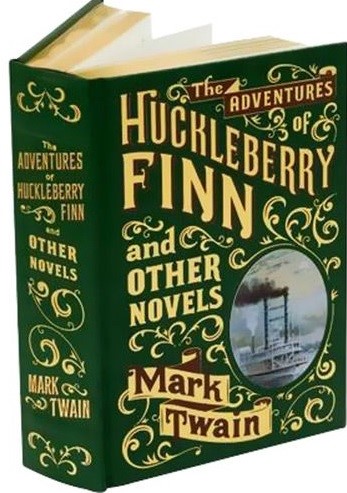 The
ADVENTURES
of
HUCKLEBERRY
FINN
and
OTHER
NOVELS
MARK
TWAIN
The ADVENTURES
of
HUCKLEBERRY
FINN
and
OTHER
NOVELS
Mark
Twain